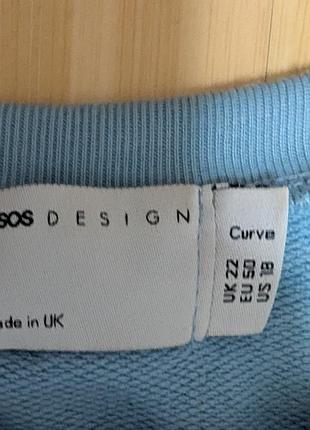 SOS DESIGN
ade in UK
Curve
UK 22
EU 50
US 18